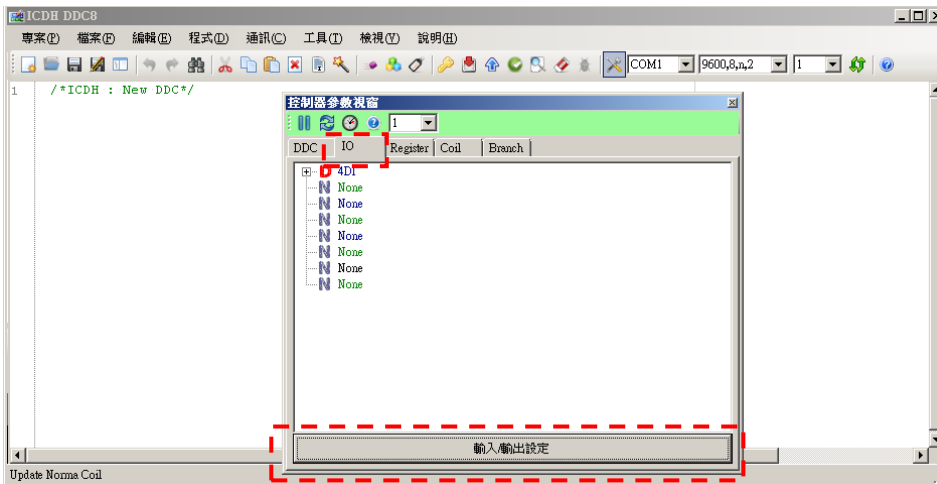 ICDH DDC8
專案(P) 檔案(F) 編輯(E) 程式(D) 通訊(C) 工具(T) 檢視(V) 說明(H)
COM1 9600,8,n,2 1
1 /*ICDH : New DDC*/
控制器參數視窗
1
DDC IO Register Coil Branch
4DI
None
None
None
None
None
None
None
輸入/輸出設定
Update Norma Coil